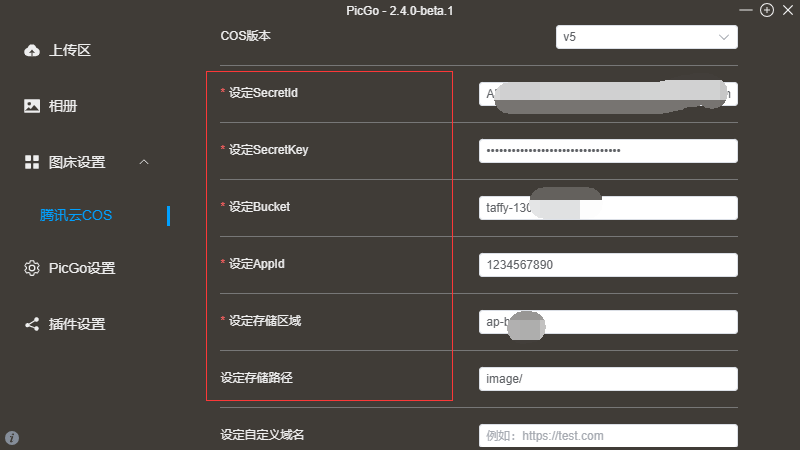 PicGo - 2.4.0-beta.1
上传区
相册
图床设置
腾讯云COS
PicGo设置
插件设置
COS版本
v5
* 设定SecretId
* 设定SecretKey
•••••••••••••••••••••••••••••••••
* 设定Bucket
taffy-130
* 设定AppId
1234567890
* 设定存储区域
ap-b
设定存储路径
image/
设定自定义域名
例如：https://test.com